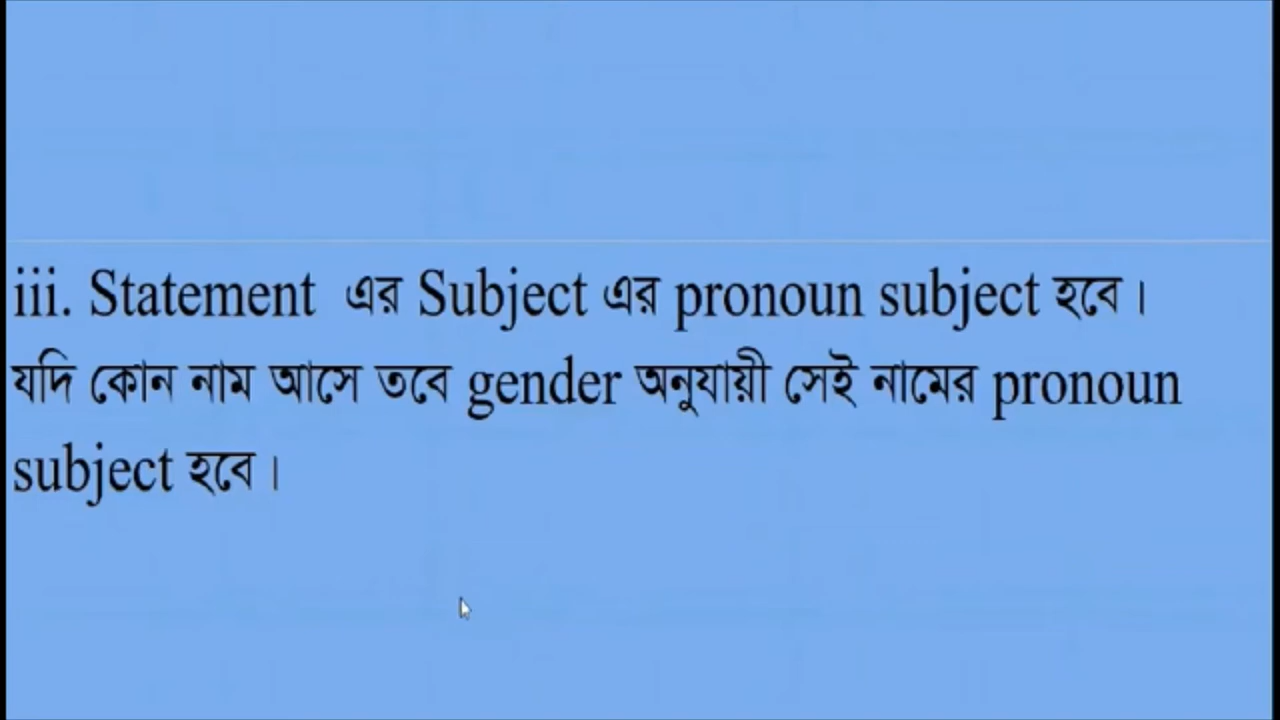 iii. Statement এর Subject এর pronoun subject হবে।
যদি কোন নাম আসে তবে gender অনুযায়ী সেই নামের pronoun
subject হবে।